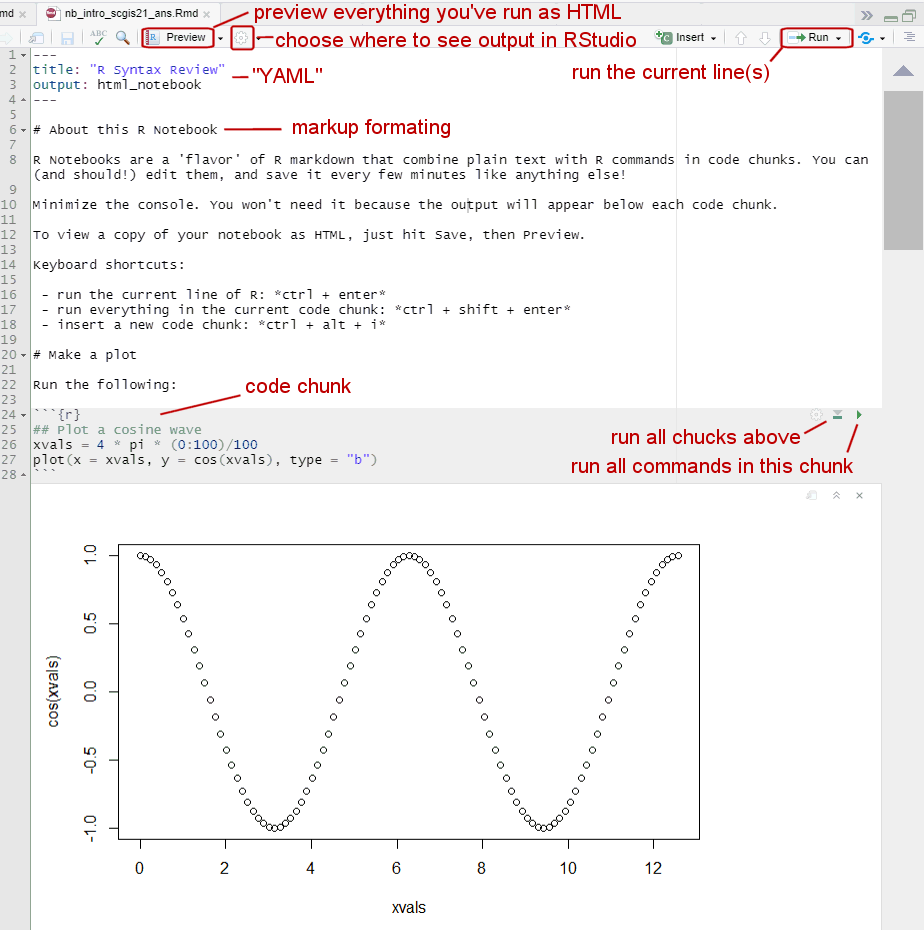 md × nb_intro_scgis21_ans.Rmd ×
preview everything you've run as HTML
ABC R Preview
choose where to see output in RStudio
C Insert Run
1 ---
2 title: "R Syntax Review"
"YAML"
run the current line(s)
3 output: html_notebook
4 ---
5
6 # About this R Notebook
markup formating
7
8 R Notebooks are a 'flavor' of R markdown that combine plain text with R commands in code chunks. You can
(and should!) edit them, and save it every few minutes like anything else!
9
10 Minimize the console. You won't need it because the output will appear below each code chunk.
11
12 To view a copy of your notebook as HTML, just hit Save, then Preview.
13
14 Keyboard shortcuts:
15
16 - run the current line of R: *ctrl + enter*
17 - run everything in the current code chunk: *ctrl + shift + enter*
18 - insert a new code chunk: *ctrl + alt + i*
19
20 # Make a plot
21
22 Run the following:
code chunk
23
24 ```{r}
25 ## Plot a cosine wave
26 xvals = 4 * pi * (0:100)/100
27 plot(x = xvals, y = cos(xvals), type = "b")
28 ```
run all chucks above
run all commands in this chunk
cos(xvals)
1.0
0.5
0.0
-0.5
-1.0
0 2 4 6 8 10 12
xvals